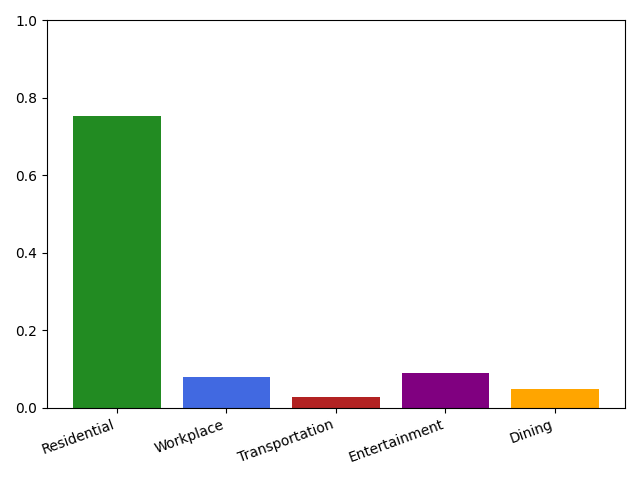 1.0
0.8
0.6
0.4
0.2
0.0
Residential
Workplace
Transportation
Entertainment
Dining